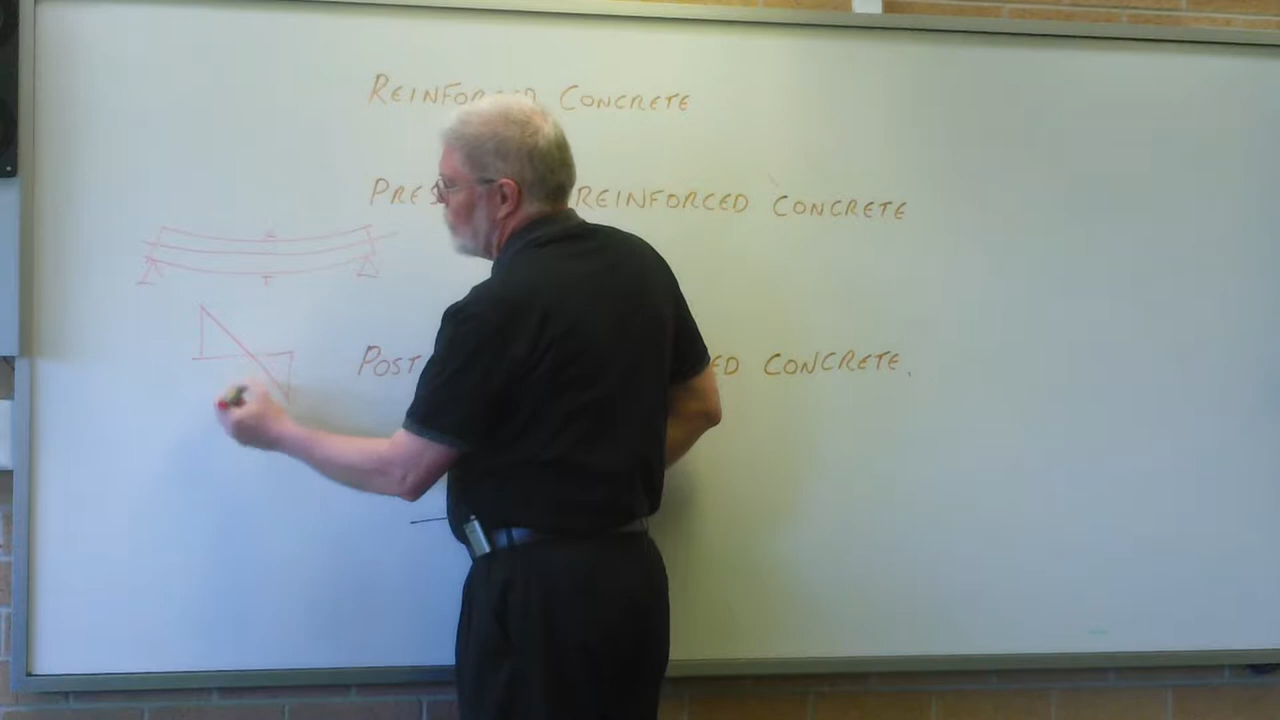 REINFORCED CONCRETE
PRES REINFORCED CONCRETE
T
POST ED CONCRETE.